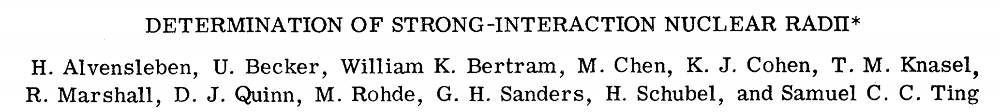 DETERMINATION OF STRONG-INTERACTION NUCLEAR RADII*
H. Alvensleben, U. Becker, William K. Bertram, M. Chen, K. J. Cohen, T. M. Knasel,
R. Marshall, D. J. Quinn, M. Rohde, G. H. Sanders, H. Schubel, and Samuel C. C. Ting